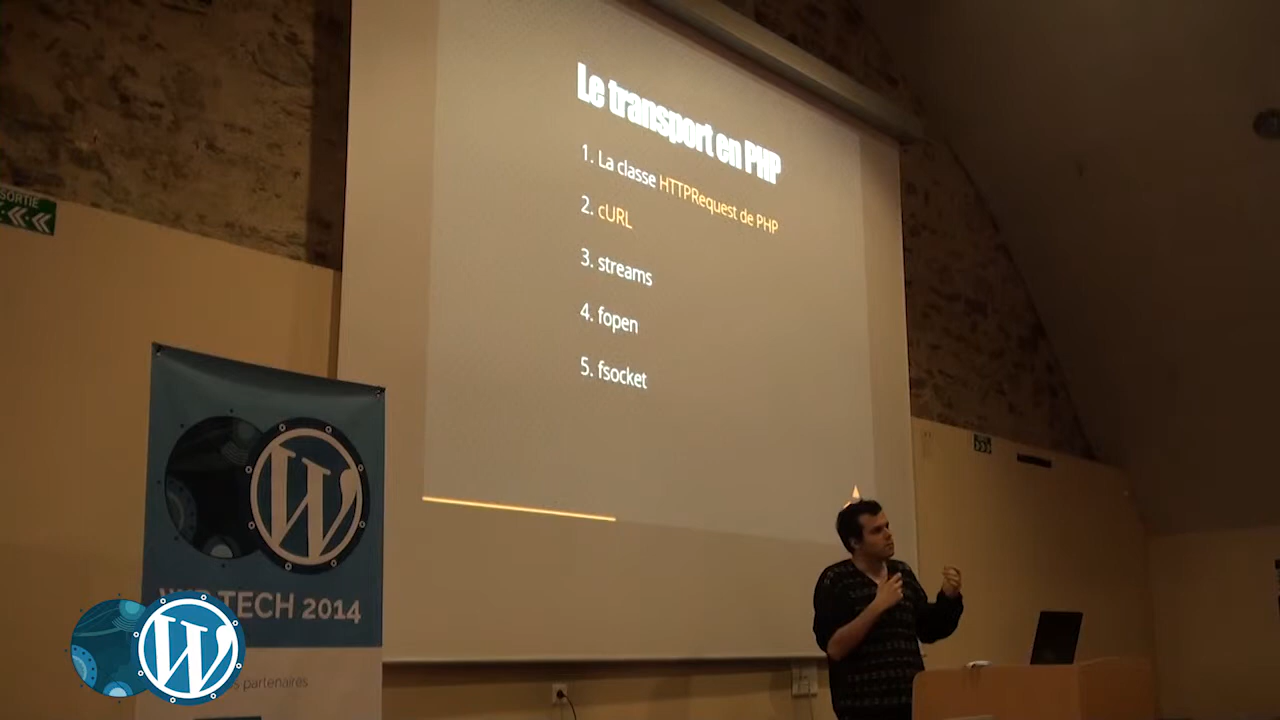 Le transport en PHP
1. La classe HTTPRequest de PHP
2. cURL
3. streams
4. fopen
5. fsocket
SORTIE
TECH 2014
partenaires